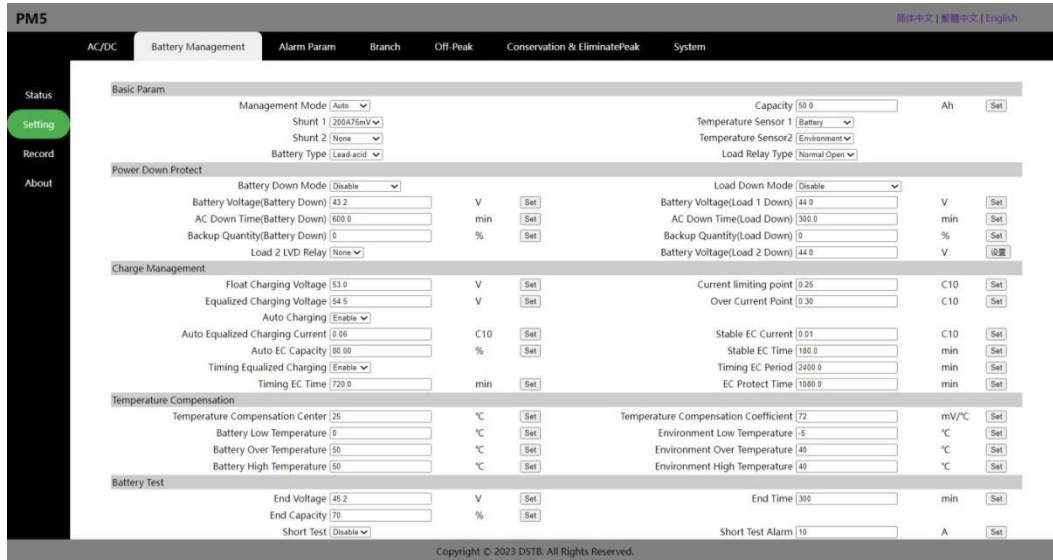 PM5
简体中文 | 繁體中文 | English
AC/DC Battery Management Alarm Param Branch Off-Peak Conservation & EliminatePeak System
Status
Setting
Record
About
Basic Param
Management Mode Auto Capacity 50.0 Ah Set
Shunt 1 200A75mV Temperature Sensor 1 Battery
Shunt 2 None Temperature Sensor2 Environment
Battery Type Lead-acid Load Relay Type Normal Open
Power Down Protect
Battery Down Mode Disable Load Down Mode Disable
Battery Voltage(Battery Down) 43.2 V Set Battery Voltage(Load 1 Down) 44.0 V Set
AC Down Time(Battery Down) 600.0 min Set AC Down Time(Load Down) 300.0 min Set
Backup Quantity(Battery Down) 0 % Set Backup Quantity(Load Down) 0 % Set
Load 2 LVD Relay None Battery Voltage(Load 2 Down) 44.0 V 设置
Charge Management
Float Charging Voltage 53.0 V Set Current limiting point 0.25 C10 Set
Equalized Charging Voltage 54.5 V Set Over Current Point 0.30 C10 Set
Auto Charging Enable
Auto Equalized Charging Current 0.06 C10 Set Stable EC Current 0.01 C10 Set
Auto EC Capacity 80.00 % Set Stable EC Time 180.0 min Set
Timing Equalized Charging Enable Timing EC Period 2400.0 min Set
Timing EC Time 720.0 min Set EC Protect Time 1080.0 min Set
Temperature Compensation
Temperature Compensation Center 25 ℃ Set Temperature Compensation Coefficient 72 mV/℃ Set
Battery Low Temperature 0 ℃ Set Environment Low Temperature -5 ℃ Set
Battery Over Temperature 50 ℃ Set Environment Over Temperature 40 ℃ Set
Battery High Temperature 50 ℃ Set Environment High Temperature 40 ℃ Set
Battery Test
End Voltage 45.2 V Set End Time 300 min Set
End Capacity 70 % Set
Short Test Disable Short Test Alarm 10 A Set
Copyright © 2023 DSTB. All Rights Reserved.